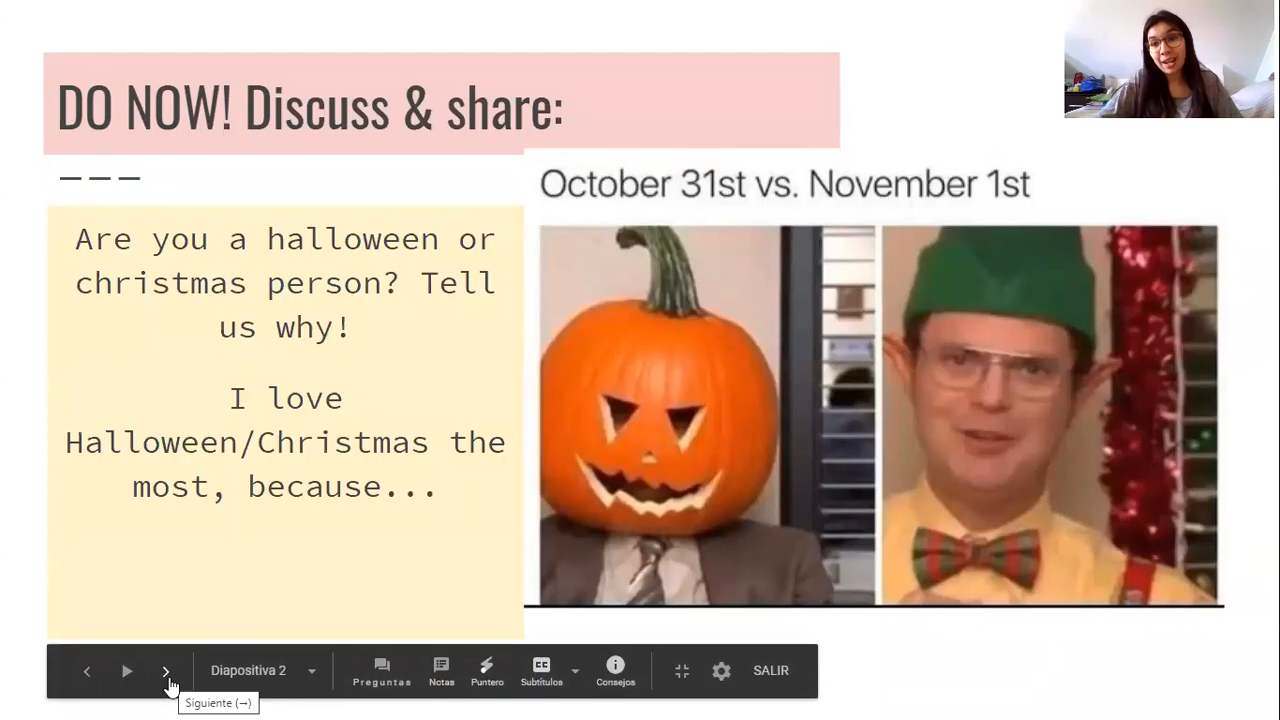 DO NOW! Discuss & share:
October 31st vs. November 1st
Are you a halloween or
christmas person? Tell
us why!
I love
Halloween/Christmas the
most, because...
Diapositiva 2
Preguntas
Notas
Puntero
Subtítulos
Consejos
SALIR
Siguiente (→)